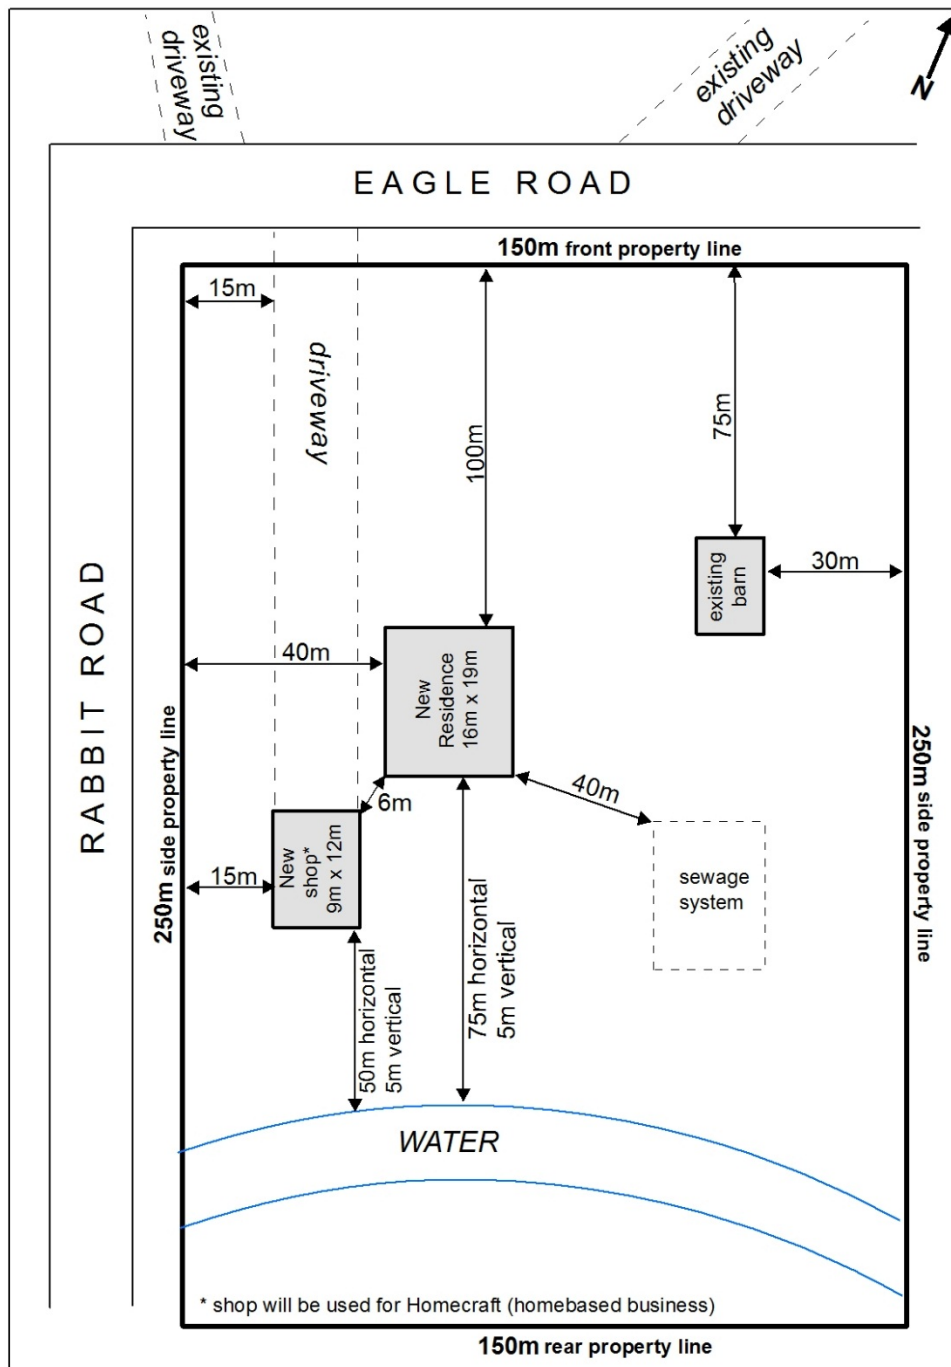 existing
driveway
existing
driveway
N
EAGLE ROAD
150m front property line
15m
driveway
100m
75m
RABBIT ROAD
existing
barn
30m
40m
New
Residence
16m x 19m
250m side property line
250m side property line
6m
40m
New
shop*
9m x 12m
15m
sewage
system
50m horizontal
5m vertical
75m horizontal
5m vertical
WATER
* shop will be used for Homecraft (homebased business)
150m rear property line